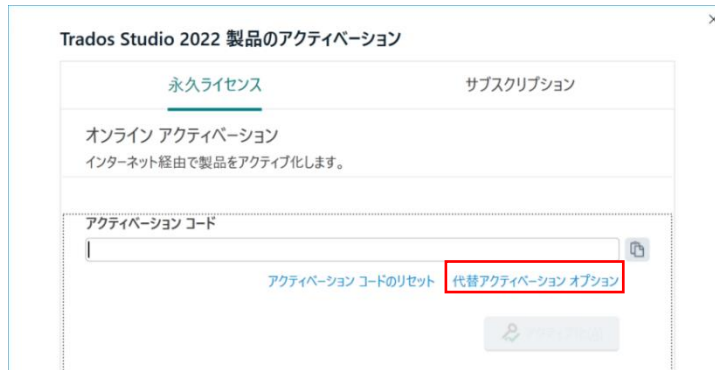 Trados Studio 2022 製品のアクティベーション
永久ライセンス
サブスクリプション
オンライン アクティベーション
インターネット経由で製品をアクティブ化します。
アクティベーション コード
アクティベーション コードのリセット
代替アクティベーション オプション